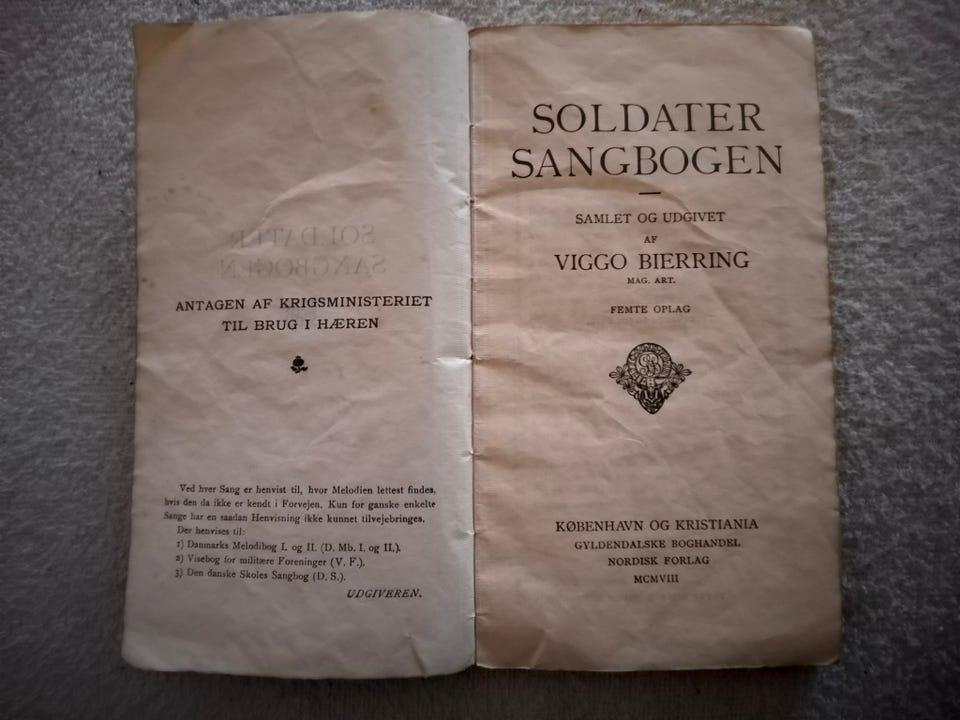 ANTAGEN AF KRIGSMINISTERIET
TIL BRUG I HÆREN
Ved hver Sang er henvist til, hvor Melodien lettest findes,
hvis den da ikke er kendt i Forvejen. Kun for ganske enkelte
Sange har en saadan Henvisning ikke kunnet tilvejebringes.
Der henvises til:
1) Danmarks Melodibog I. og II. (D. Mb. I. og II.).
2) Visebog for militære Foreninger (V. F.).
3) Den danske Skoles Sangbog (D. S.).
UDGIVEREN.
SOLDATER
SANGBOGEN
SAMLET OG UDGIVET
AF
VIGGO BIERRING
MAG. ART.
FEMTE OPLAG
KØBENHAVN OG KRISTIANIA
GYLDENDALSKE BOGHANDEL
NORDISK FORLAG
MCMVIII